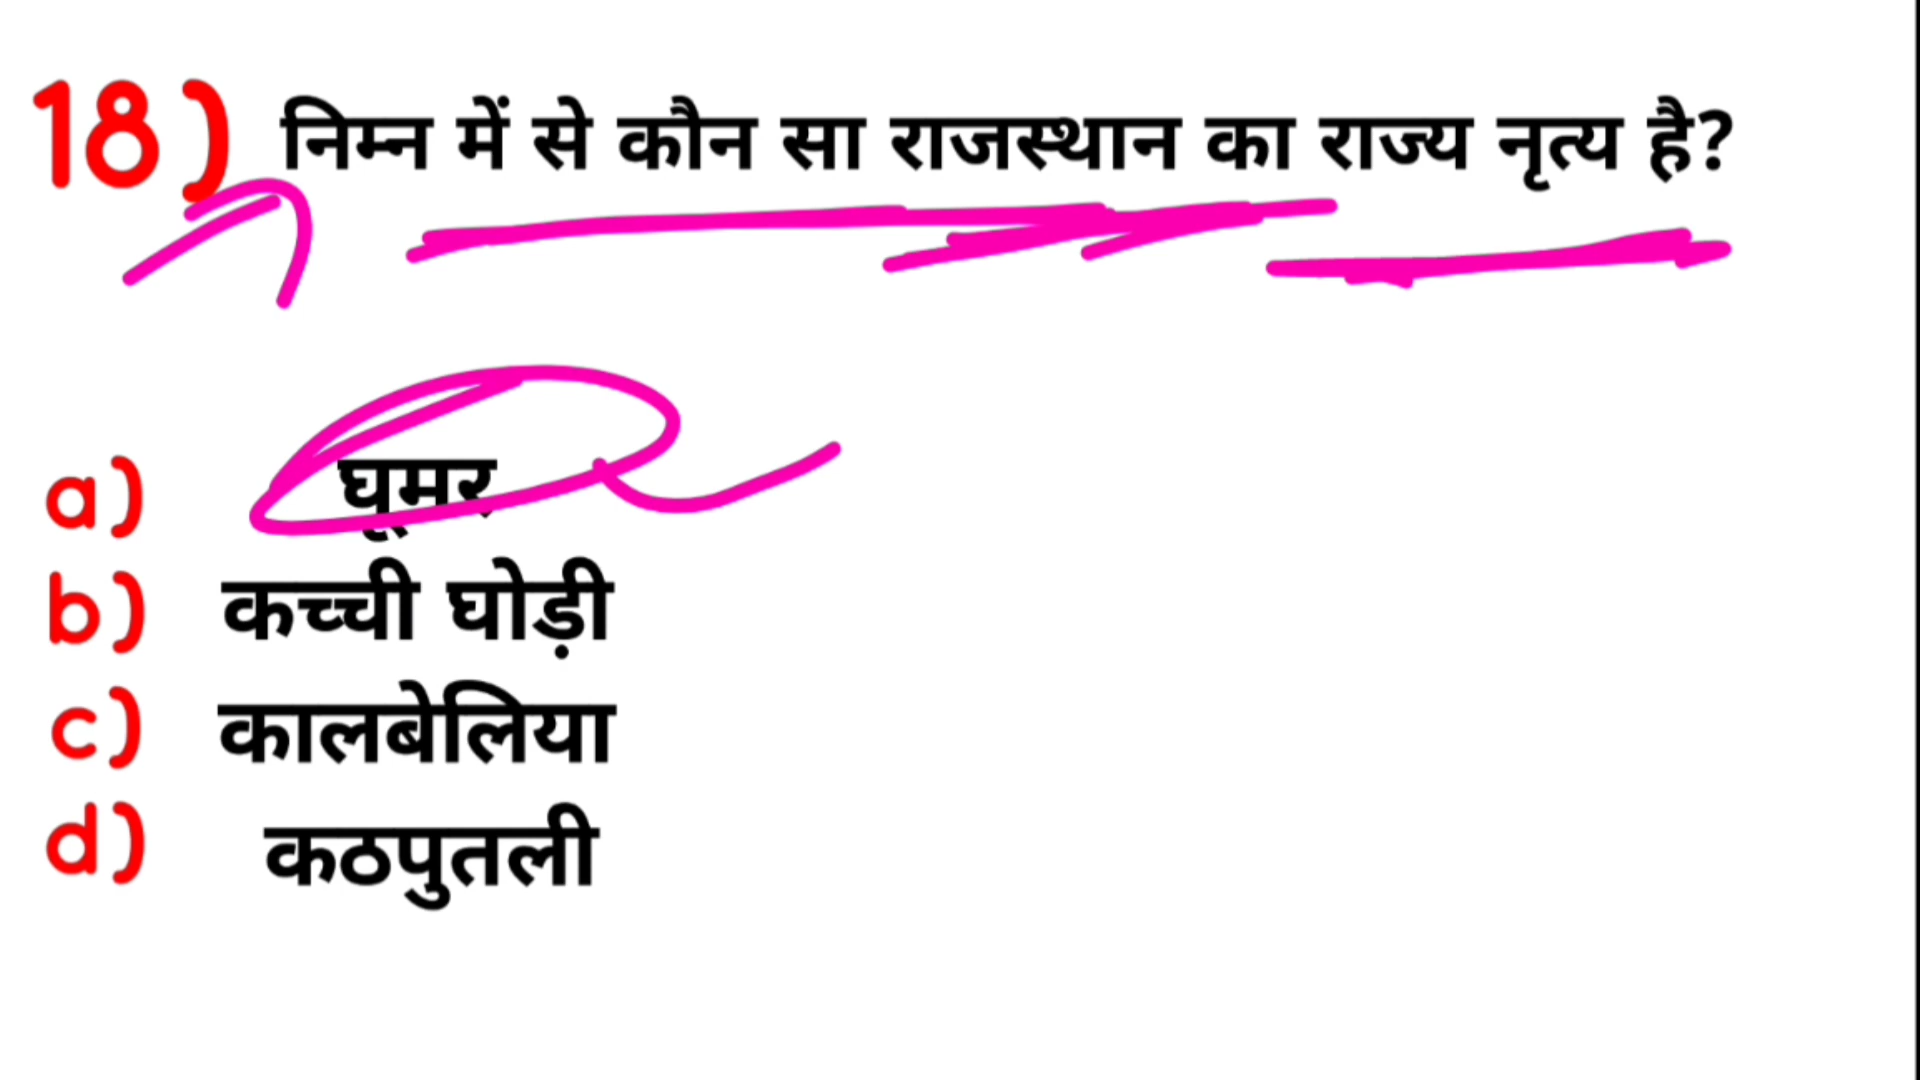 18) निम्न में से कौन सा राजस्थान का राज्य नृत्य है?
a) घूमर
b) कच्ची घोड़ी
c) कालबेलिया
d) कठपुतली